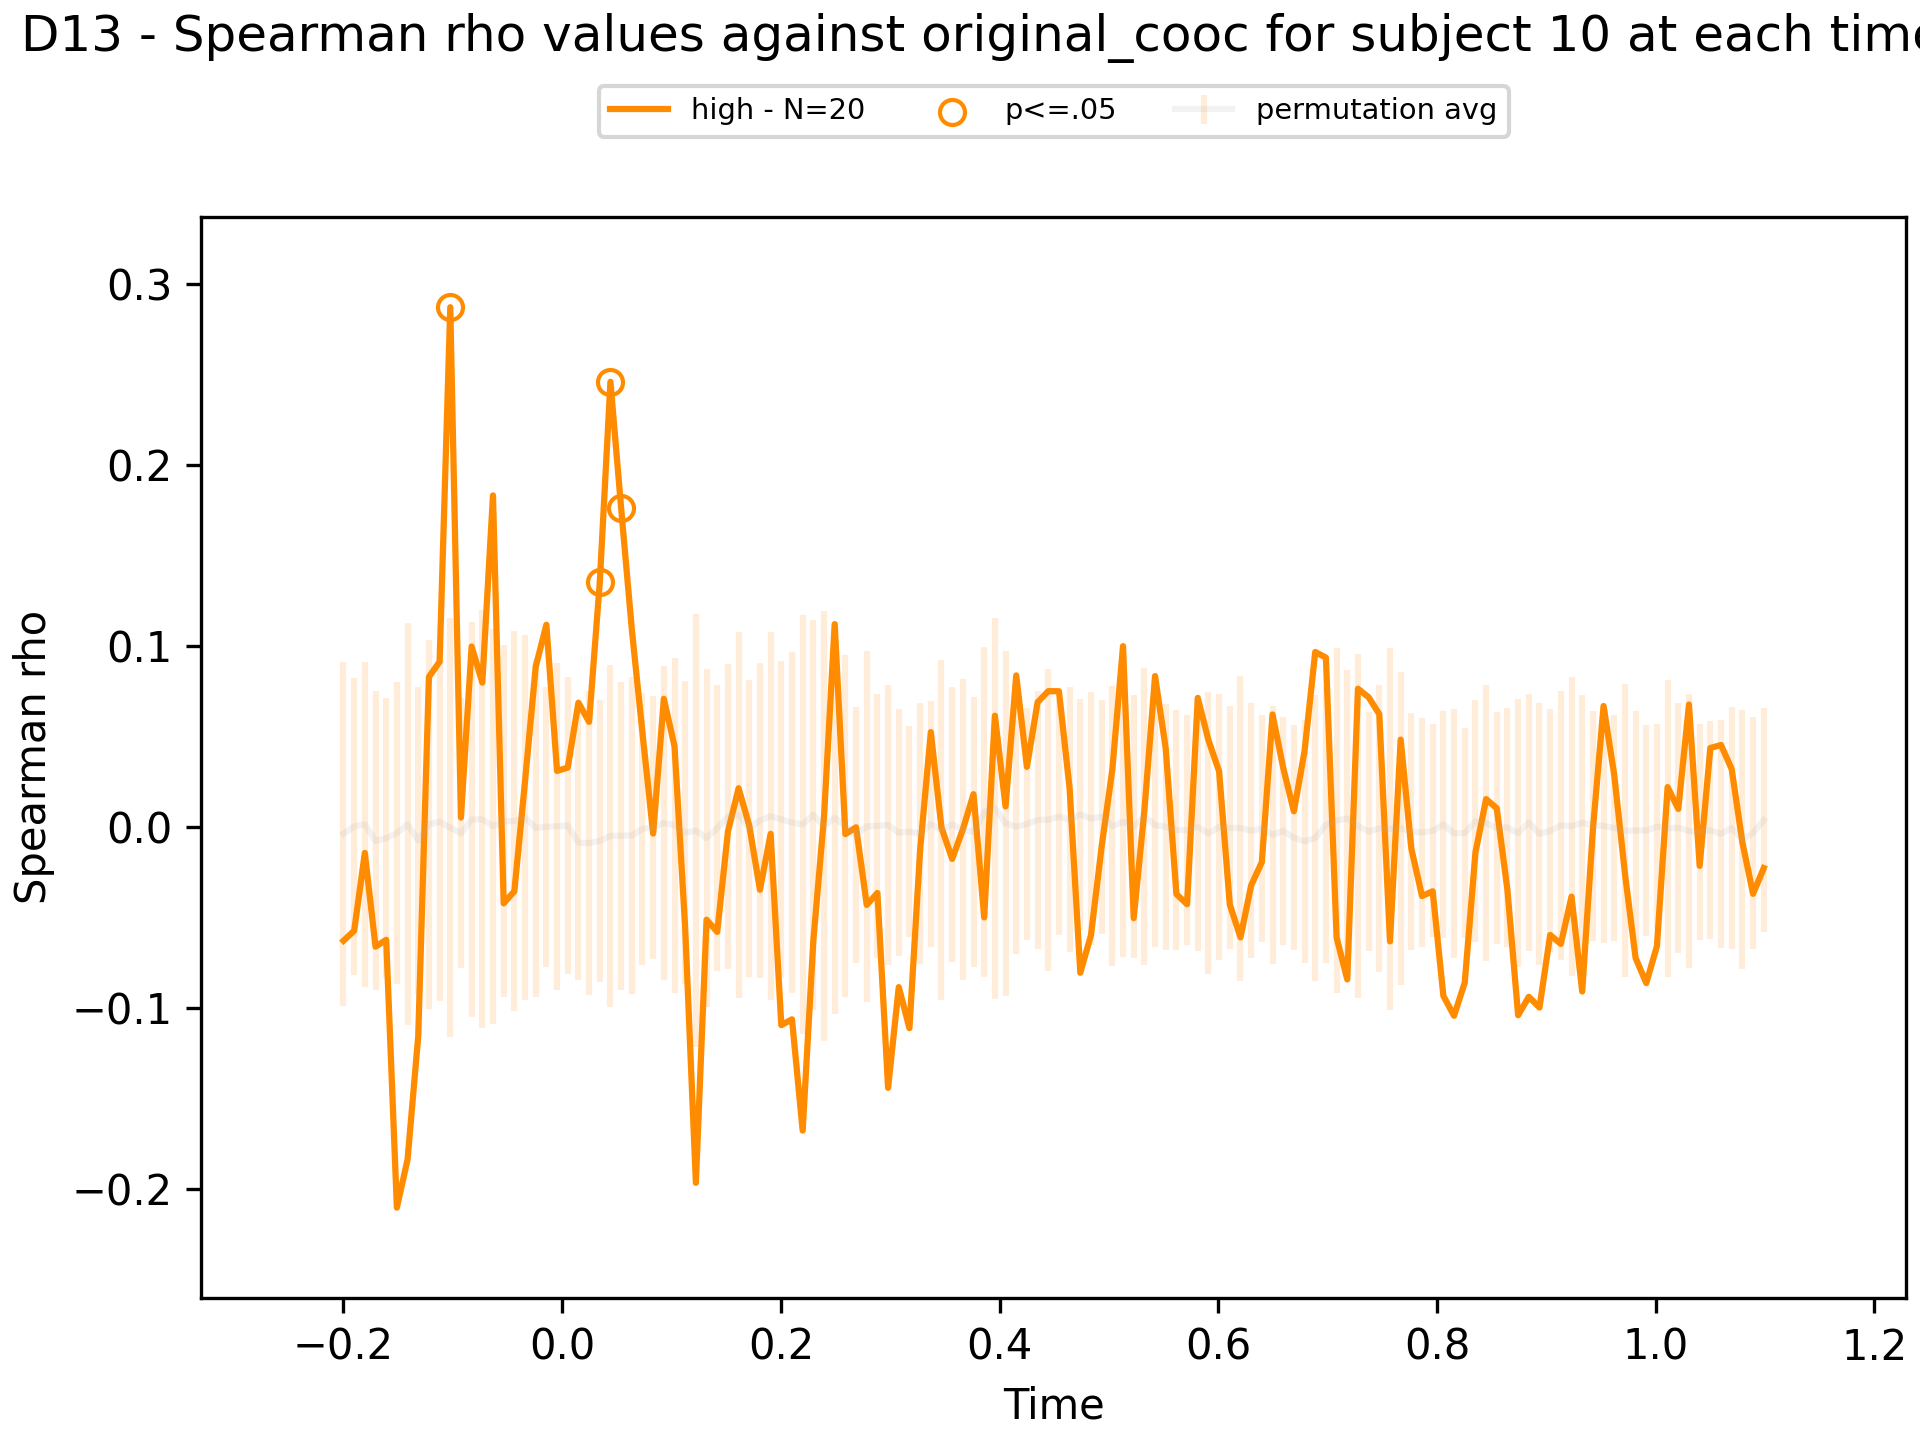 D13 - Spearman rho values against original_cooc for subject 10 at each time
high - N=20 p<=.05 permutation avg
0.3
0.2
0.1
0.0
−0.1
−0.2
Spearman rho
−0.2 0.0 0.2 0.4 0.6 0.8 1.0 1.2
Time